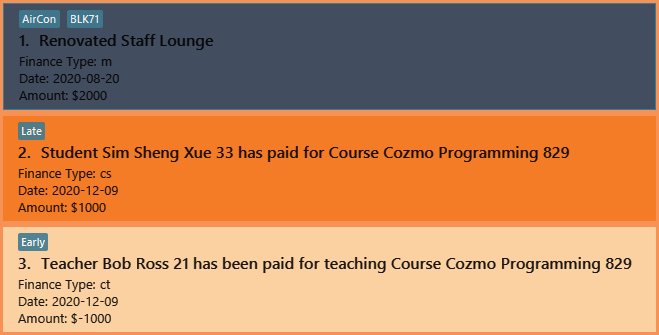 AirCon BLK71
1. Renovated Staff Lounge
Finance Type: m
Date: 2020-08-20
Amount: $2000
Late
2. Student Sim Sheng Xue 33 has paid for Course Cozmo Programming 829
Finance Type: cs
Date: 2020-12-09
Amount: $1000
Early
3. Teacher Bob Ross 21 has been paid for teaching Course Cozmo Programming 829
Finance Type: ct
Date: 2020-12-09
Amount: $-1000